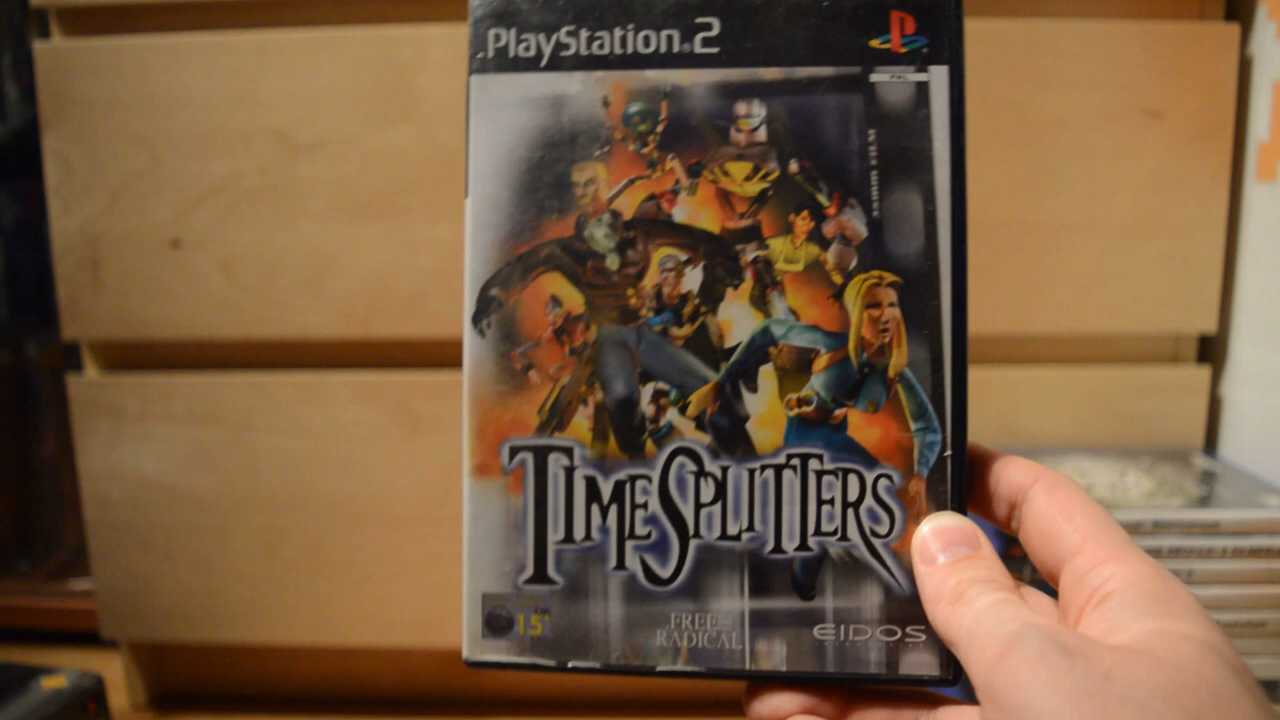 PlayStation®2
PAL
TIMESPLITTERS
15
FREE
RADICAL
EIDOS